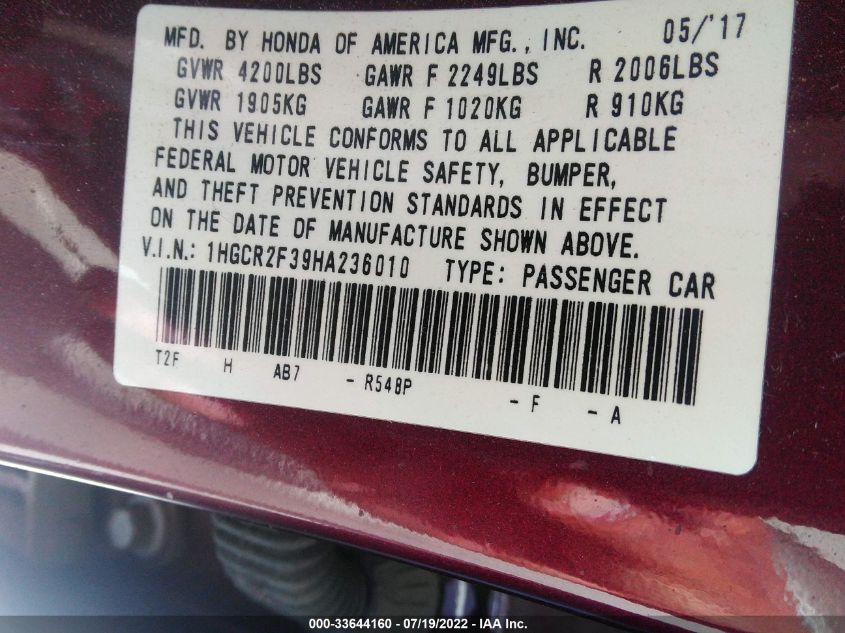 MFD. BY HONDA OF AMERICA MFG., INC. 05/'17
GVWR 4200LBS GAWR F 2249LBS R 2006LBS
GVWR 1905KG GAWR F 1020KG R 910KG
THIS VEHICLE CONFORMS TO ALL APPLICABLE
FEDERAL MOTOR VEHICLE SAFETY, BUMPER,
AND THEFT PREVENTION STANDARDS IN EFFECT
ON THE DATE OF MANUFACTURE SHOWN ABOVE.
V.I.N.: 1HGCR2F39HA236010 TYPE: PASSENGER CAR
T2F H AB7 - R548P - F - A
000-33644160 / 07/19/2022 - IAA Inc.